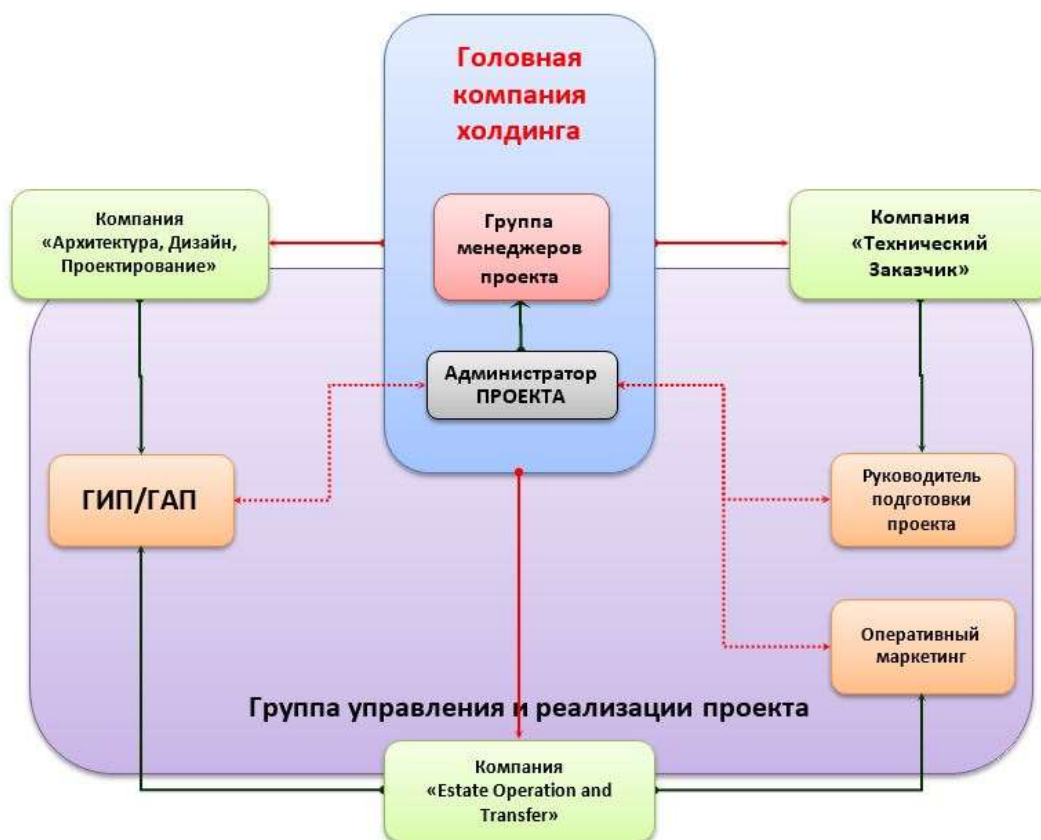 Головная
компания
холдинга
Компания
«Архитектура, Дизайн,
Проектирование»
Группа
менеджеров
проекта
Компания
«Технический
Заказчик»
Администратор
ПРОЕКТА
ГИП/ГАП
Руководитель
подготовки
проекта
Оперативный
маркетинг
Группа управления и реализации проекта
Компания
«Estate Operation and
Transfer»